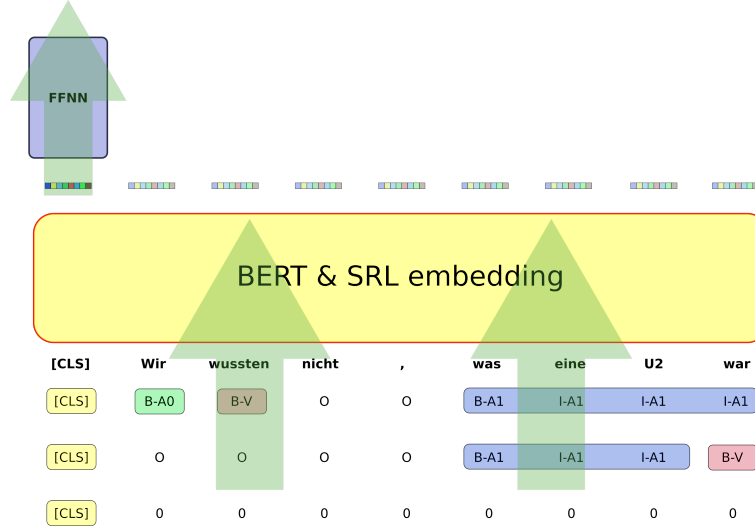 FFNN
BERT & SRL embedding
[CLS] Wir wussten nicht , was eine U2 war
[CLS] B-A0 B-V O O B-A1 I-A1 I-A1 I-A1
[CLS] O O O O B-A1 I-A1 I-A1 B-V
[CLS] 0 0 0 0 0 0 0 0